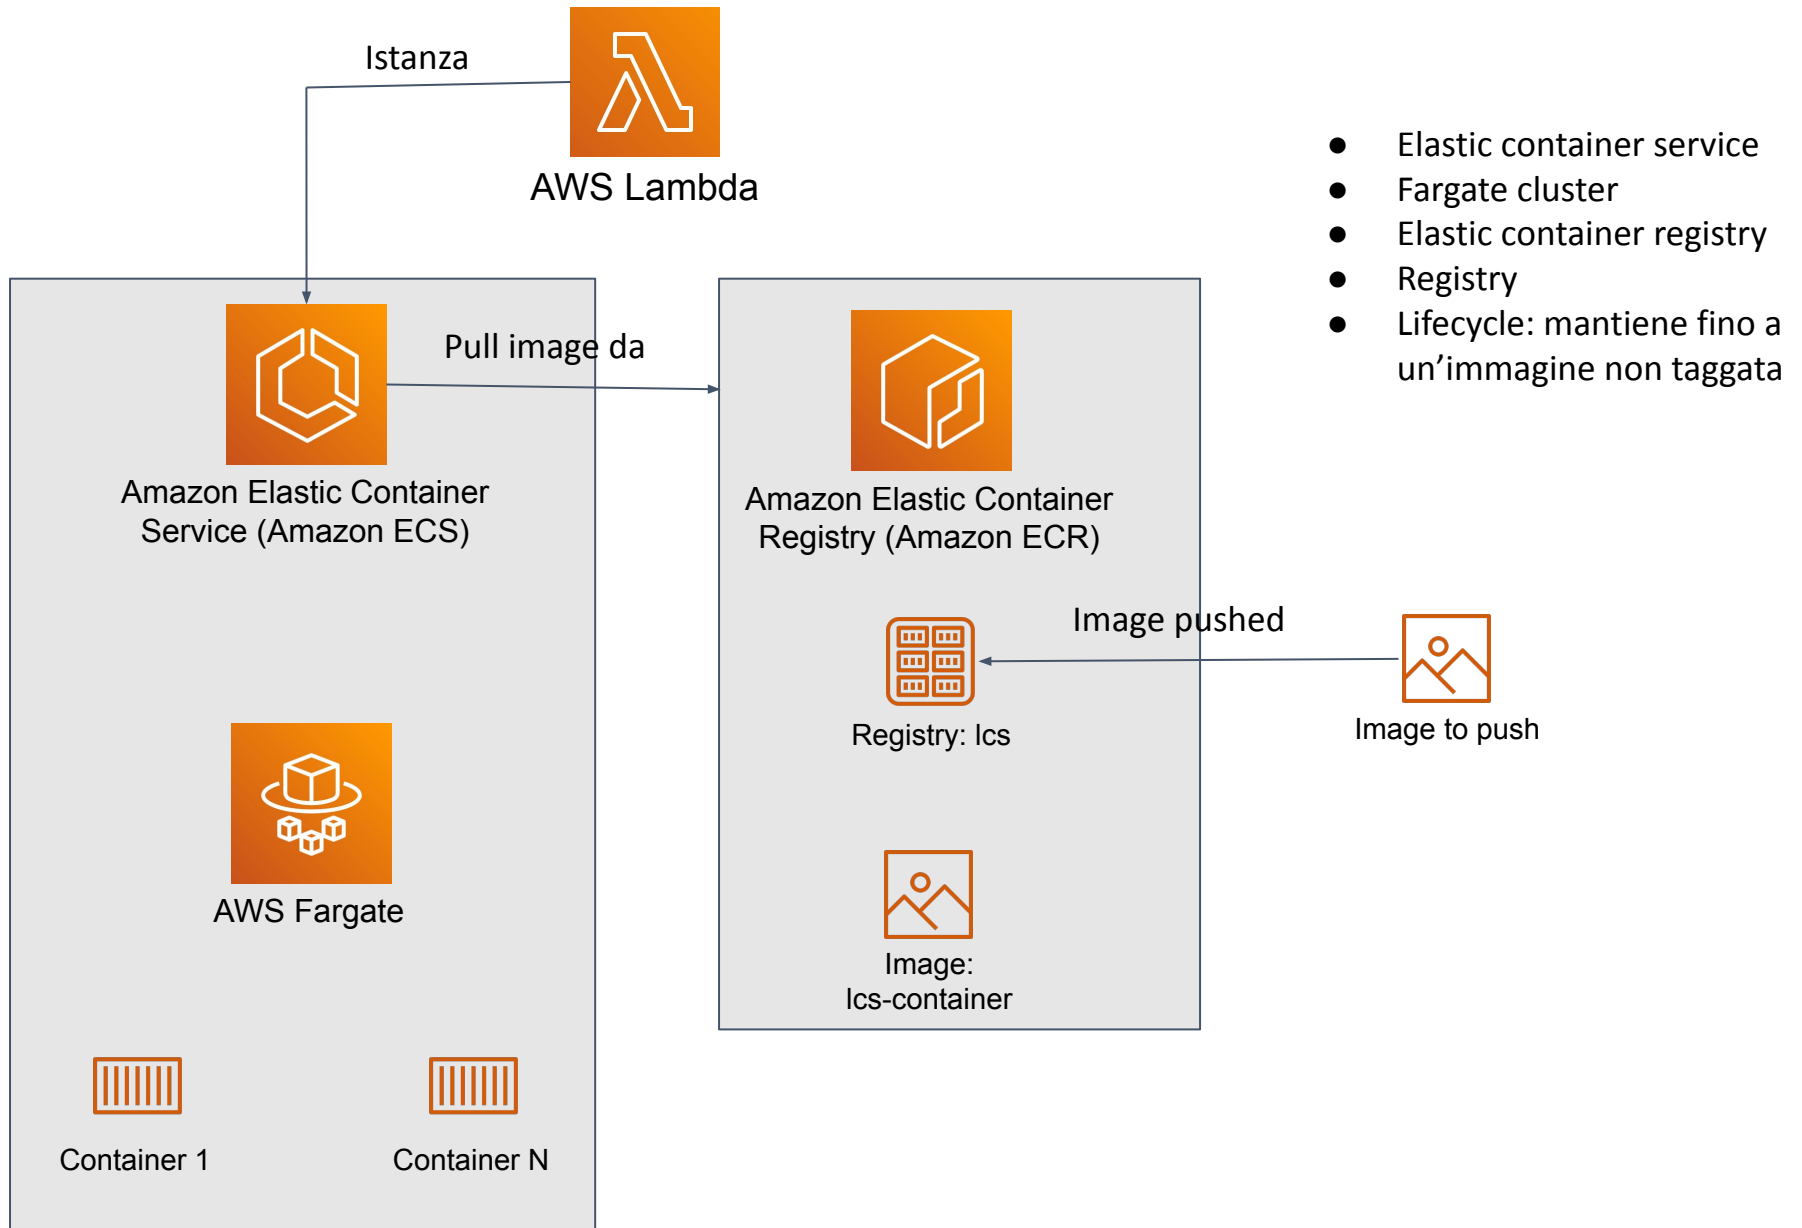 Istanza
AWS Lambda
● Elastic container service
● Fargate cluster
● Elastic container registry
● Registry
● Lifecycle: mantiene fino a
un’immagine non taggata
Pull image da
Amazon Elastic Container
Service (Amazon ECS)
Amazon Elastic Container
Registry (Amazon ECR)
Image pushed
Registry: lcs
Image to push
AWS Fargate
Image:
lcs-container
Container 1
Container N